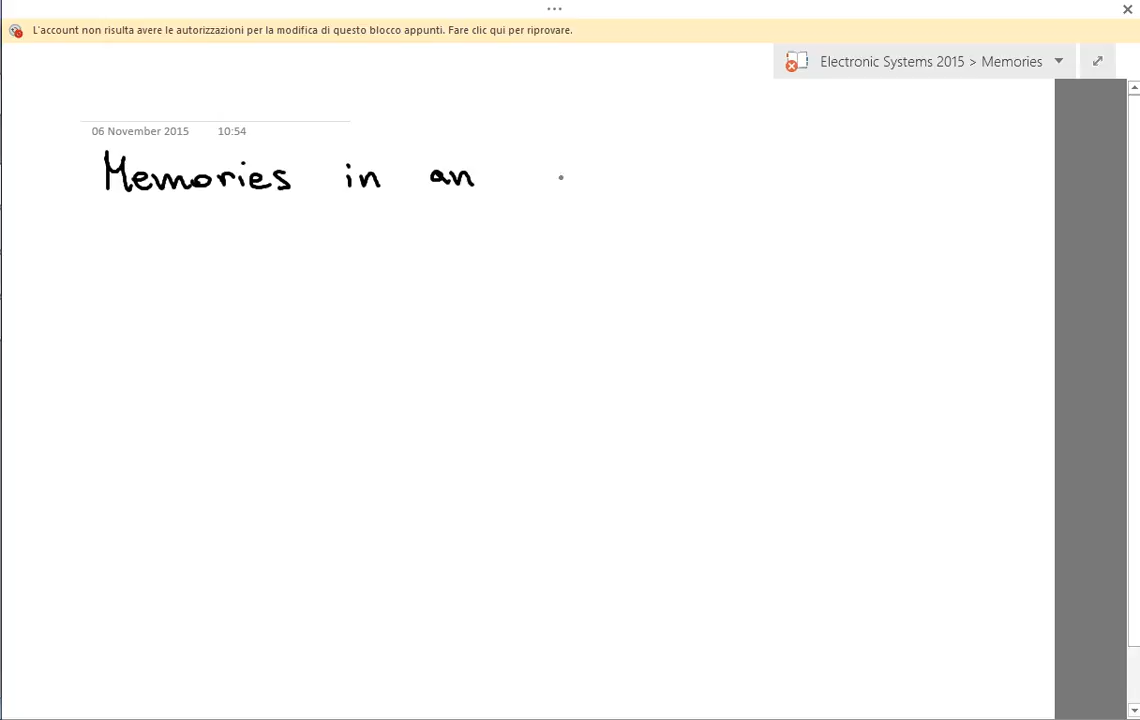 L'account non risulta avere le autorizzazioni per la modifica di questo blocco appunti. Fare clic qui per riprovare.
Electronic Systems 2015 > Memories
06 November 2015 10:54
Memories in an